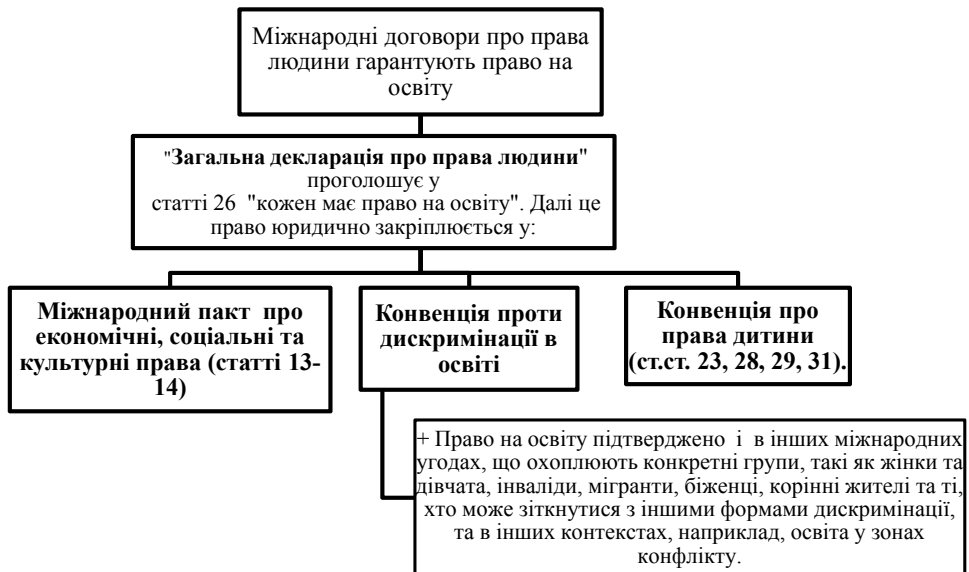 Міжнародні договори про права
людини гарантують право на
освіту
"Загальна декларація про права людини"
проголошує у
статті 26 "кожен має право на освіту". Далі це
право юридично закріплюється у:
Міжнародний пакт про
економічні, соціальні та
культурні права (статті 13-
14)
Конвенція проти
дискримінації в
освіті
Конвенція про
права дитини
(ст.ст. 23, 28, 29, 31).
+ Право на освіту підтверджено і в інших міжнародних
угодах, що охоплюють конкретні групи, такі як жінки та
дівчата, інваліди, мігранти, біженці, корінні жителі та ті,
хто може зіткнутися з іншими формами дискримінації,
та в інших контекстах, наприклад, освіта у зонах
конфлікту.